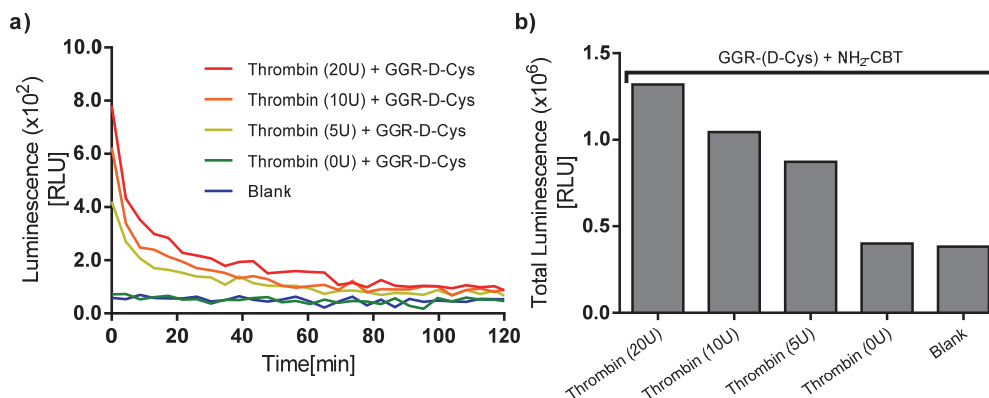 a)
10.0
8.0
6.0
4.0
2.0
0.0
Luminescence (x10²)
[RLU]
Thrombin (20U) + GGR-D-Cys
Thrombin (10U) + GGR-D-Cys
Thrombin (5U) + GGR-D-Cys
Thrombin (0U) + GGR-D-Cys
Blank
0 20 40 60 80 100 120
Time[min]
b)
GGR-(D-Cys) + NH₂-CBT
1.5
1.0
0.5
0.0
Total Luminescence (x10⁶)
[RLU]
Thrombin (20U)
Thrombin (10U)
Thrombin (5U)
Thrombin (0U)
Blank